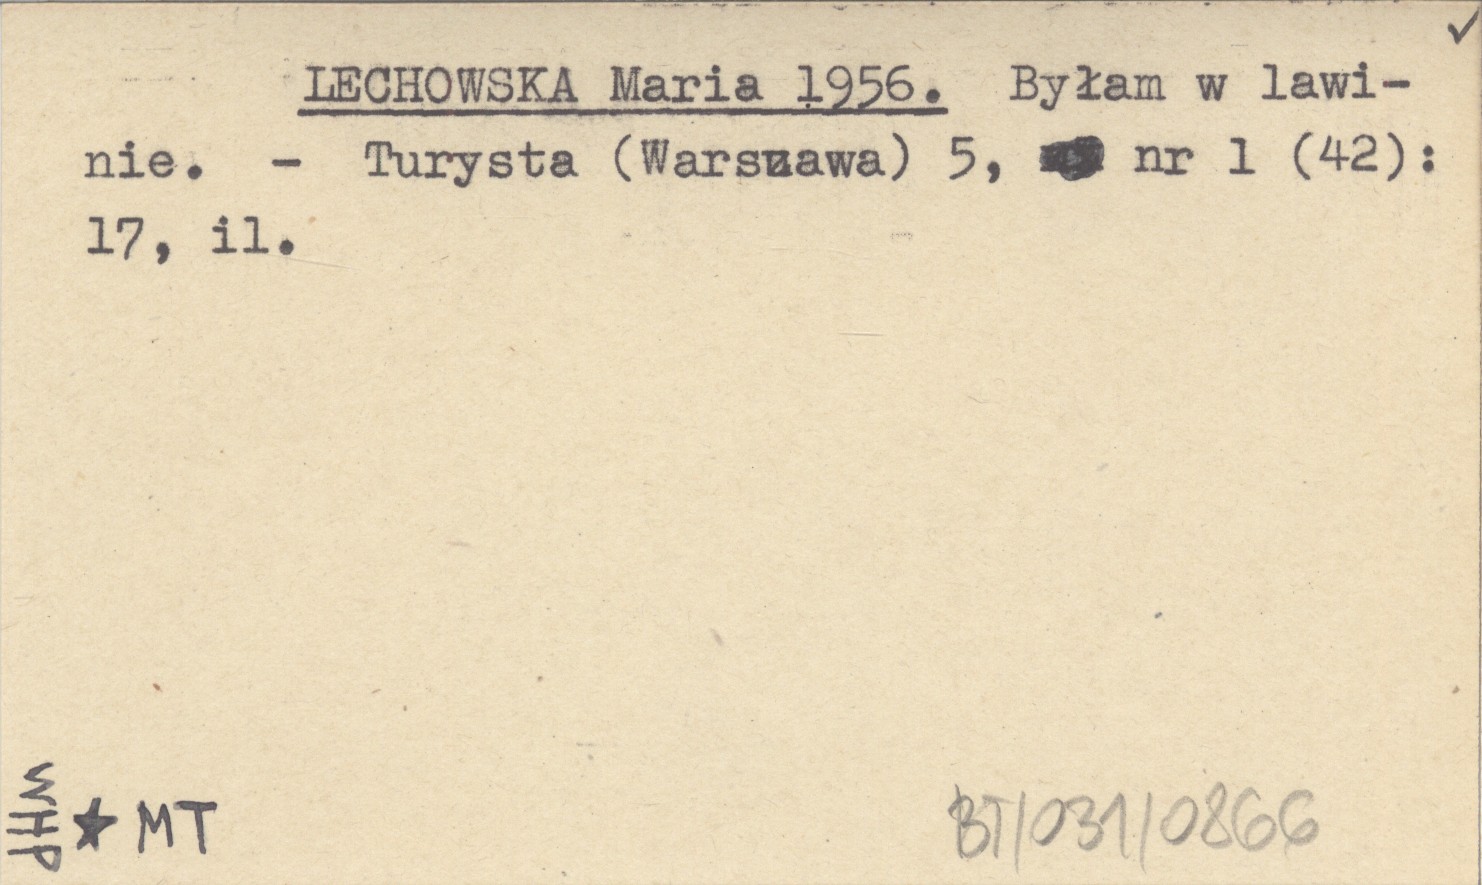 LECHOWSKA Maria 1956. Byłam w lawi-
nie. - Turysta (Warszawa) 5, nr 1 (42):
17, il.
WHP ★ MT
BT/031/0866